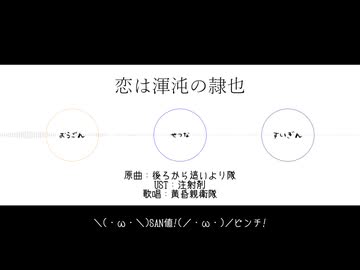 恋は渾沌の隷也
おうごん
せつな
すいぎん
原曲：後ろから這いより隊
UST：注射剤
歌唱：黄昏親衛隊
＼(・ω・＼)SAN値!(／・ω・)／ピンチ!